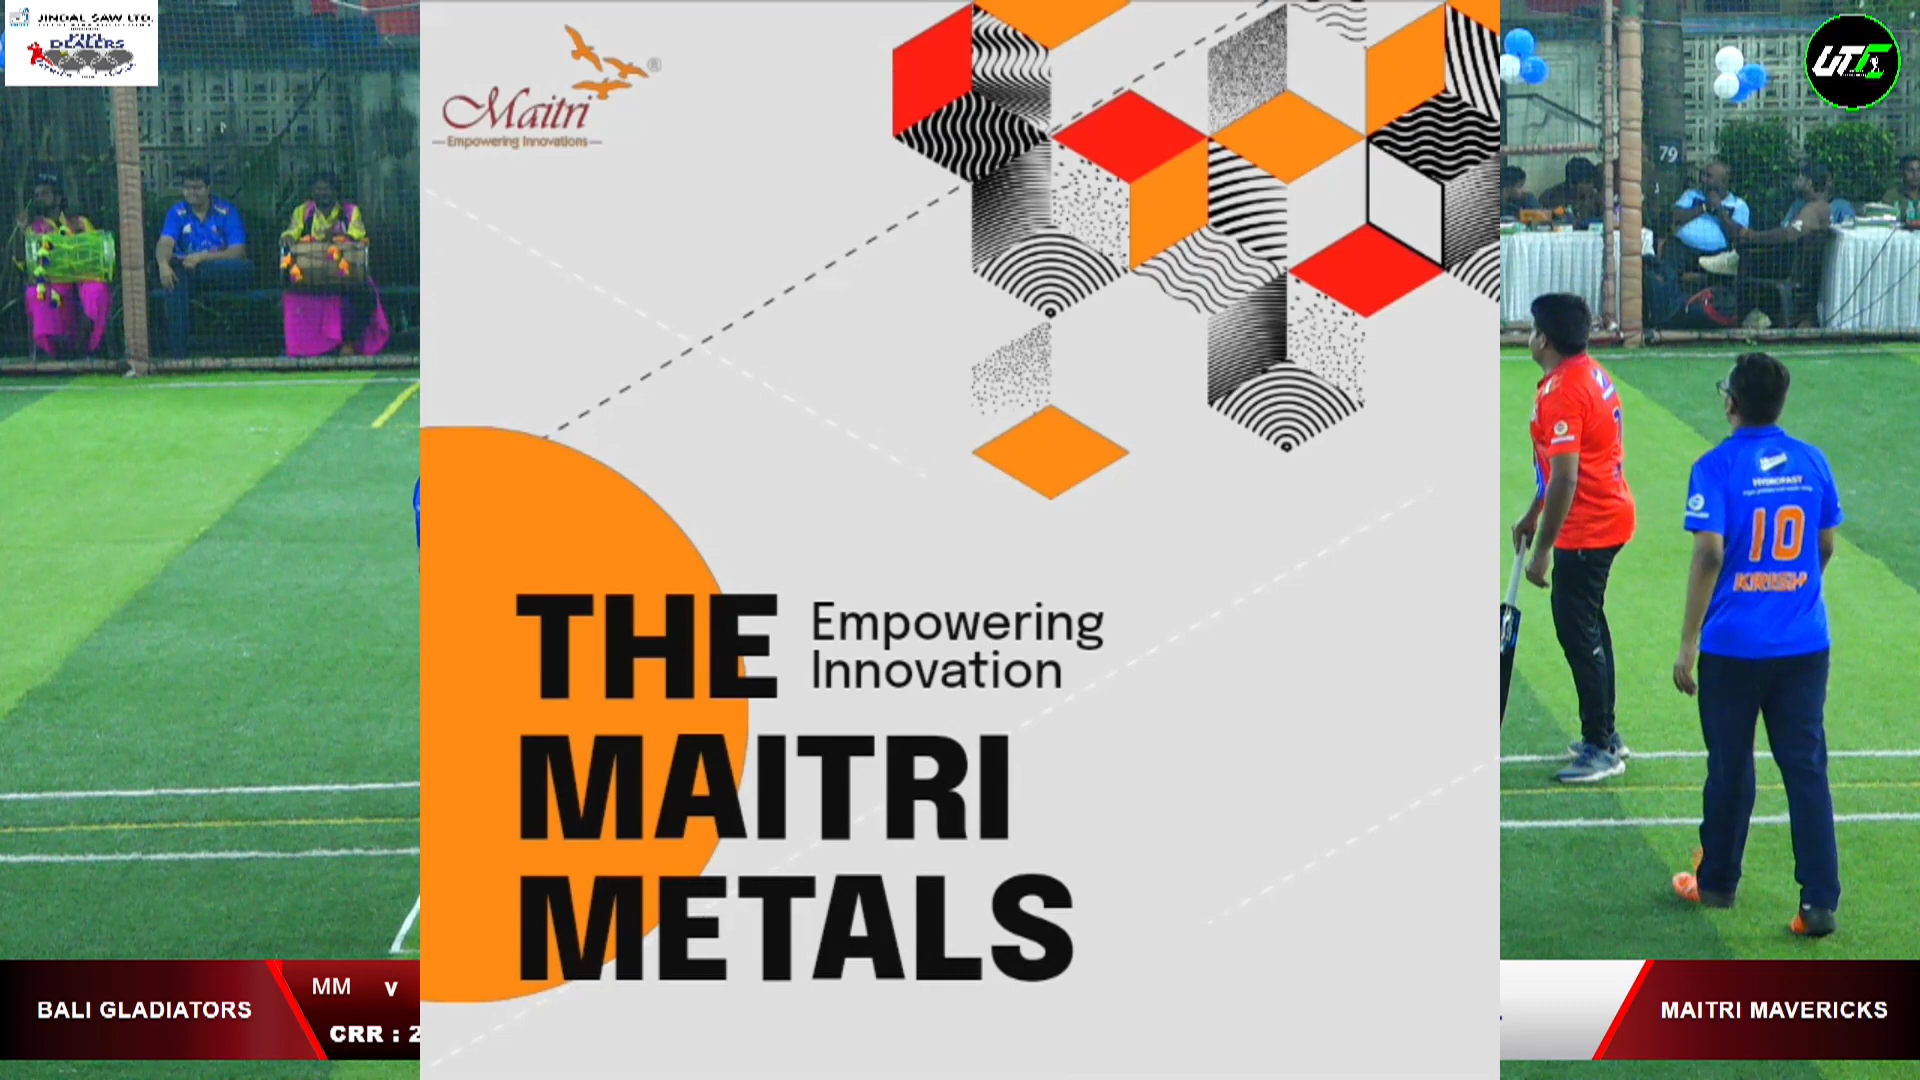 JINDAL SAW LTD.
DEALERS
Maitri ®
Empowering Innovations
UTC
79
THE
Empowering
Innovation
MAITRI
METALS
10
KRISH
BALI GLADIATORS
MM v
CRR : 2
MAITRI MAVERICKS